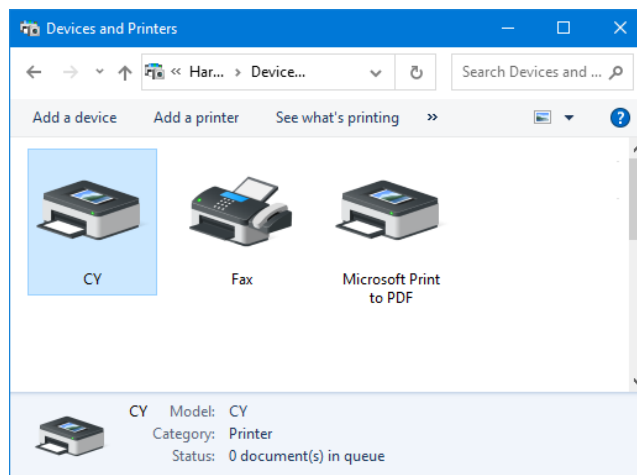 Devices and Printers
« Har... › Device...
Search Devices and ...
Add a device Add a printer See what's printing »
CY Fax Microsoft Print
to PDF
CY Model: CY
Category: Printer
Status: 0 document(s) in queue